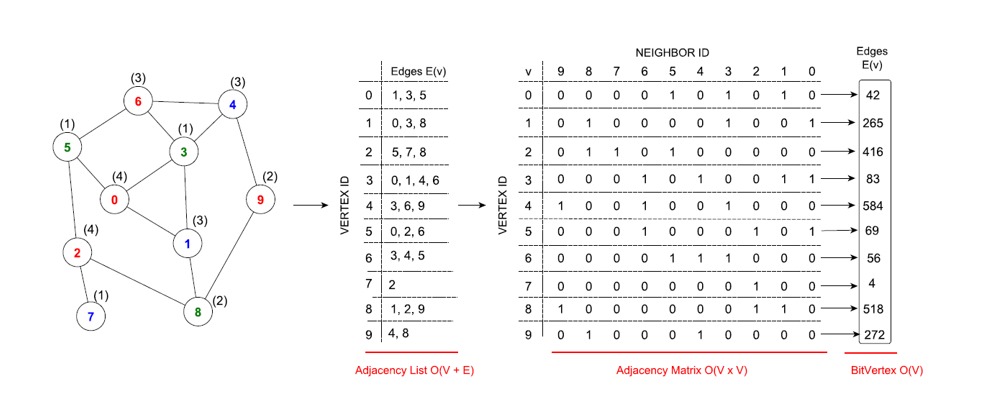 (3)
6
(3)
4
(1)
5
(1)
3
(4)
0
(2)
9
(3)
1
(4)
2
(1)
7
(2)
8
VERTEX ID
Edges E(v)
0 1, 3, 5
1 0, 3, 8
2 5, 7, 8
3 0, 1, 4, 6
4 3, 6, 9
5 0, 2, 6
6 3, 4, 5
7 2
8 1, 2, 9
9 4, 8
Adjacency List O(V + E)
VERTEX ID
NEIGHBOR ID
v 9 8 7 6 5 4 3 2 1 0
0 0 0 0 0 1 0 1 0 1 0
1 0 1 0 0 0 0 1 0 0 1
2 0 1 1 0 1 0 0 0 0 0
3 0 0 0 1 0 1 0 0 1 1
4 1 0 0 1 0 0 1 0 0 0
5 0 0 0 1 0 0 0 1 0 1
6 0 0 0 0 1 1 1 0 0 0
7 0 0 0 0 0 0 0 1 0 0
8 1 0 0 0 0 0 0 1 1 0
9 0 1 0 0 0 1 0 0 0 0
Adjacency Matrix O(V x V)
Edges
E(v)
42
265
416
83
584
69
56
4
518
272
BitVertex O(V)